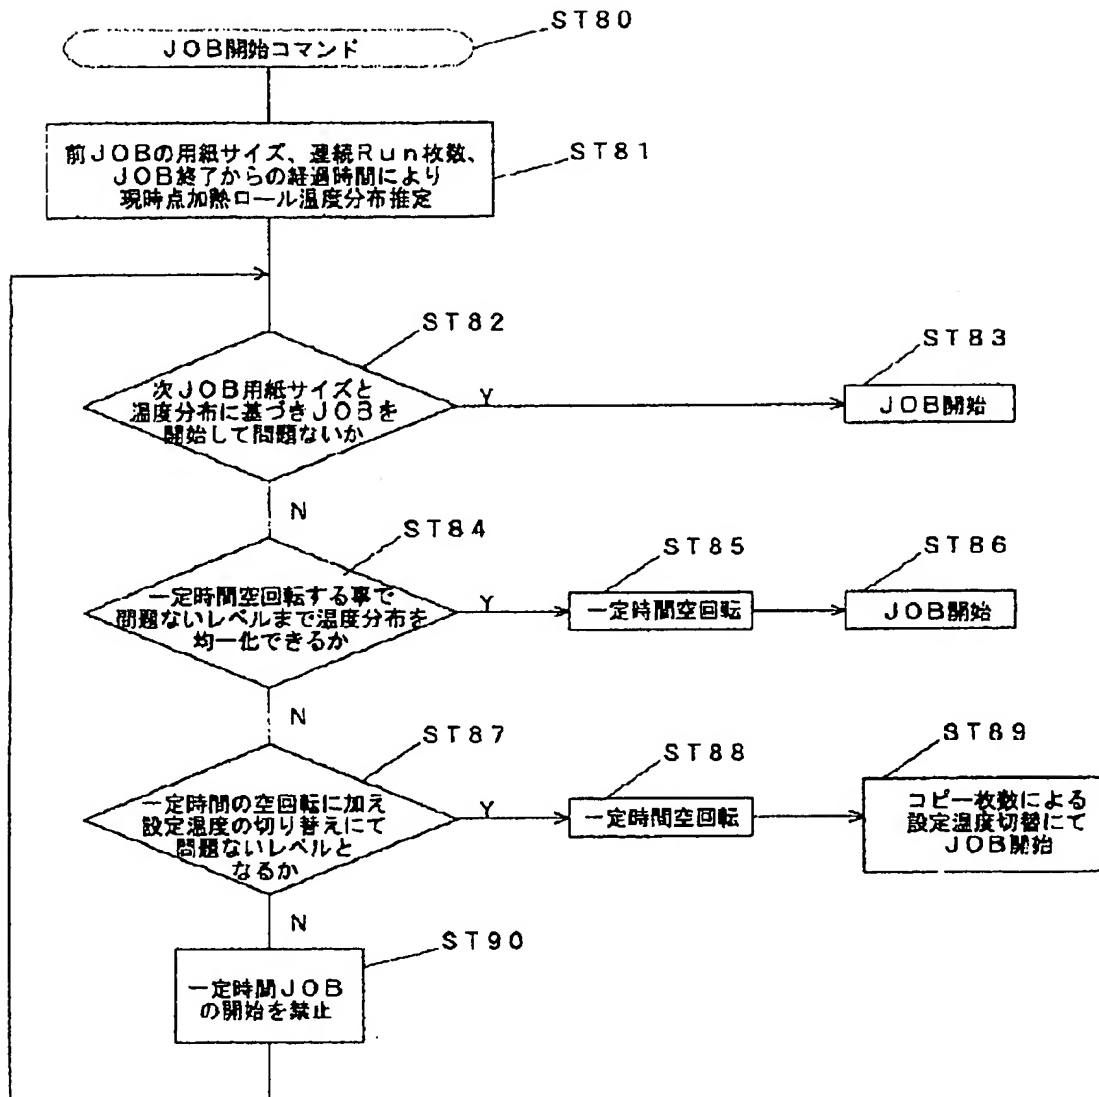 ST80
JOB開始コマンド
ST81
前JOBの用紙サイズ、連続Run枚数、
JOB終了からの経過時間により
現時点加熱ロール温度分布推定
ST82
次JOB用紙サイズと
温度分布に基づきJOBを
開始して問題ないか
Y
ST83
JOB開始
N
ST84
一定時間空回転する事で
問題ないレベルまで温度分布を
均一化できるか
Y
ST85
一定時間空回転
ST86
JOB開始
N
ST87
一定時間の空回転に加え
設定温度の切り替えにて
問題ないレベルと
なるか
Y
ST88
一定時間空回転
ST89
コピー枚数による
設定温度切替にて
JOB開始
N
ST90
一定時間JOB
の開始を禁止